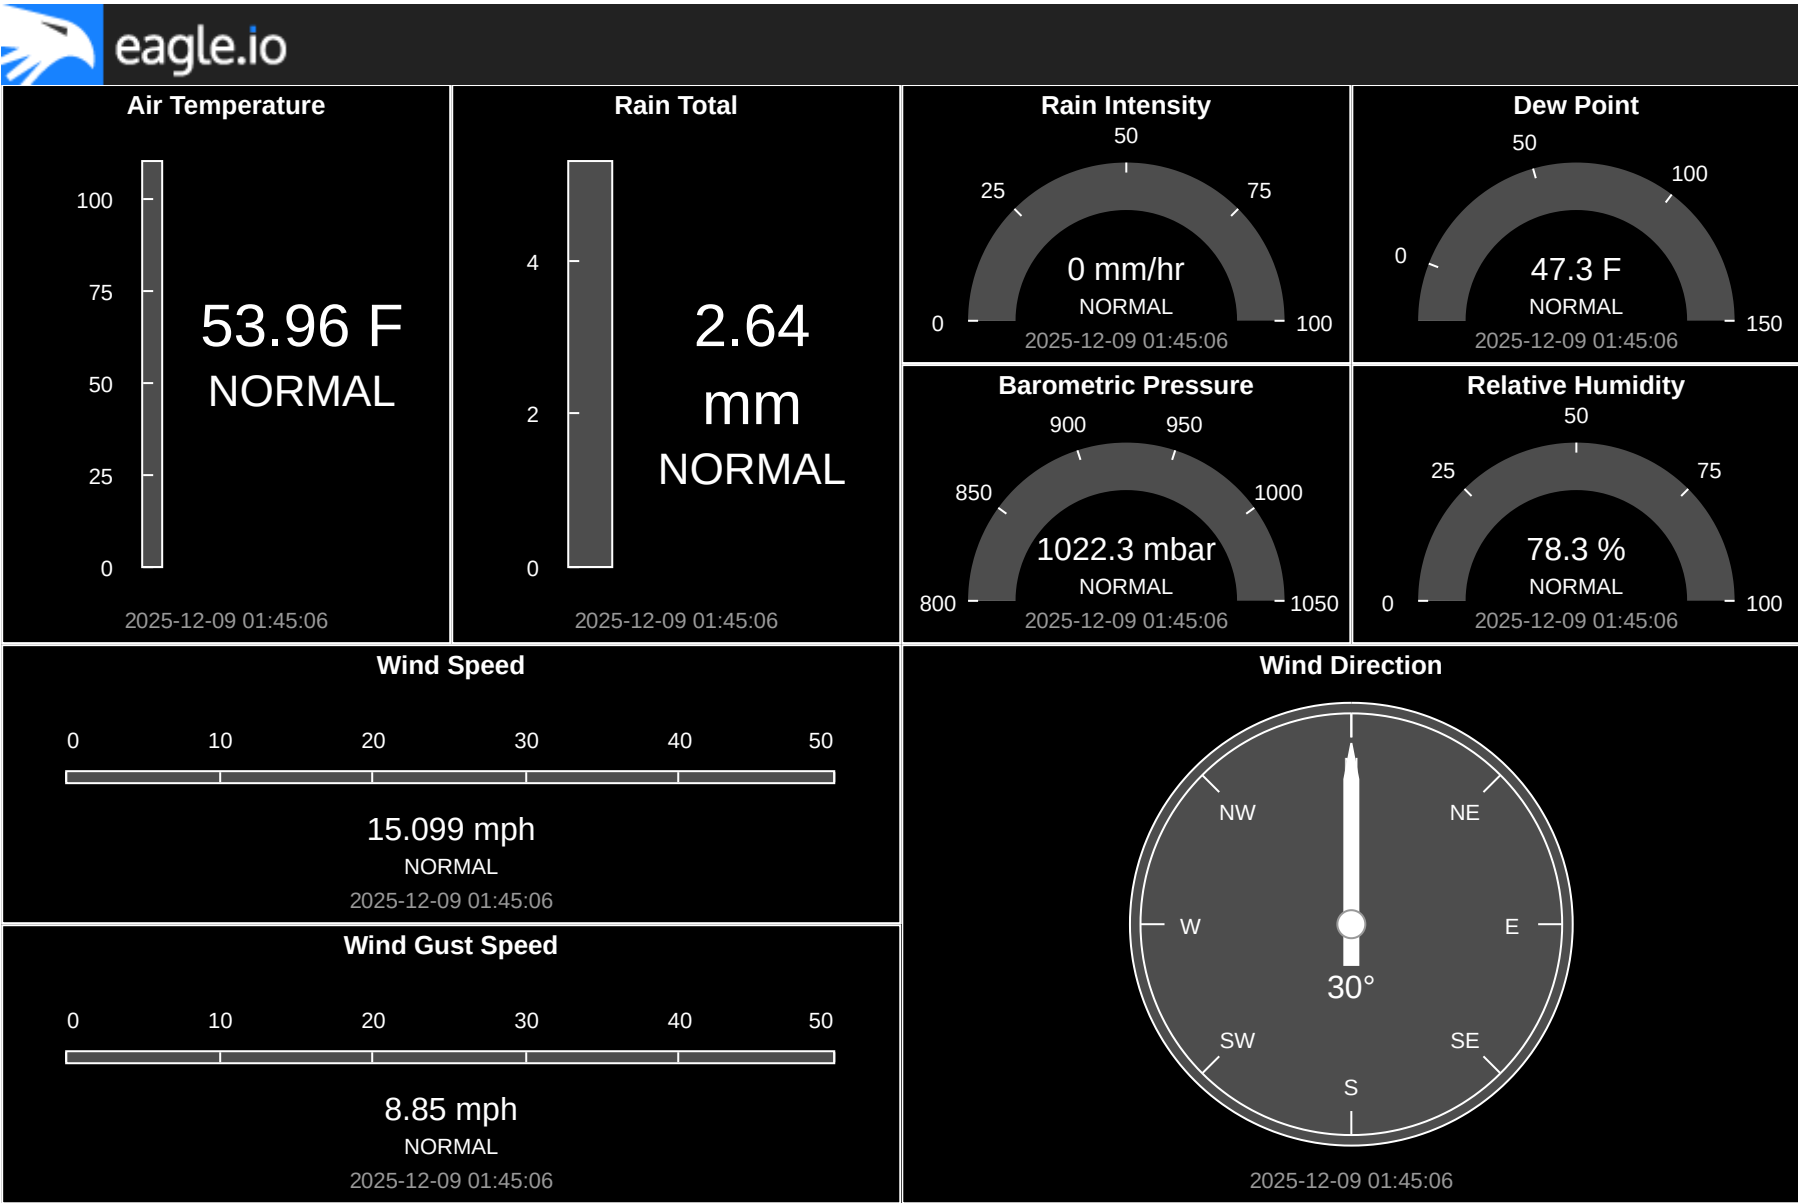 eagle.io
Air Temperature
100
75
50
25
0
53.96 F
NORMAL
2025-12-09 01:45:06
Rain Total
4
2
0
2.64
mm
NORMAL
2025-12-09 01:45:06
Rain Intensity
50
25
75
0
100
0 mm/hr
NORMAL
2025-12-09 01:45:06
Dew Point
50
100
0
150
47.3 F
NORMAL
2025-12-09 01:45:06
Barometric Pressure
900
950
850
1000
800
1050
1022.3 mbar
NORMAL
2025-12-09 01:45:06
Relative Humidity
50
25
75
0
100
78.3 %
NORMAL
2025-12-09 01:45:06
Wind Speed
0 10 20 30 40 50
15.099 mph
NORMAL
2025-12-09 01:45:06
Wind Gust Speed
0 10 20 30 40 50
8.85 mph
NORMAL
2025-12-09 01:45:06
Wind Direction
NW NE
W E
30°
SW SE
S
2025-12-09 01:45:06